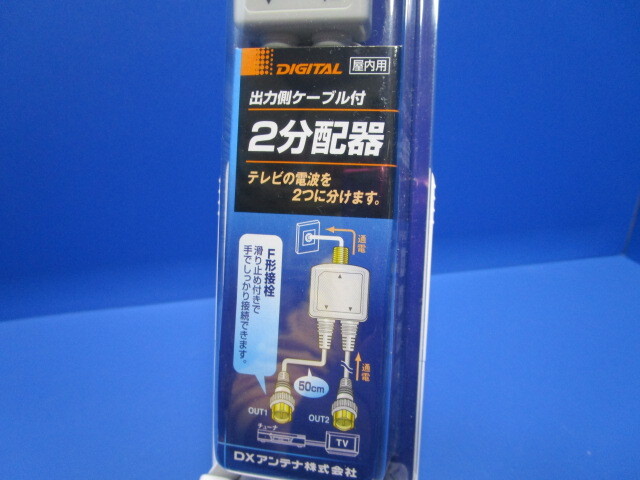 DIGITAL 屋内用
出力側ケーブル付
2分配器
テレビの電波を
2つに分けます。
通電
F形接栓
滑り止め付きで
手でしっかり接続できます。
通電
50cm
OUT1
OUT2
チューナ
TV
DXアンテナ株式会社